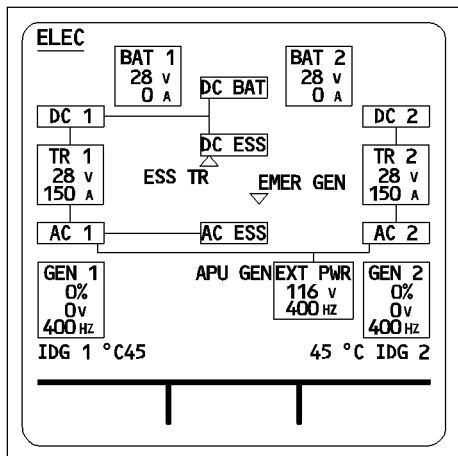 ELEC
BAT 1
28 V
0 A
DC BAT
BAT 2
28 V
0 A
DC 1
DC 2
DC ESS
TR 1
28 V
150 A
ESS TR
EMER GEN
TR 2
28 V
150 A
AC 1
AC ESS
AC 2
GEN 1
0%
0V
400 HZ
APU GEN
EXT PWR
116 V
400 HZ
GEN 2
0%
0V
400 HZ
IDG 1 °C45
45 °C IDG 2